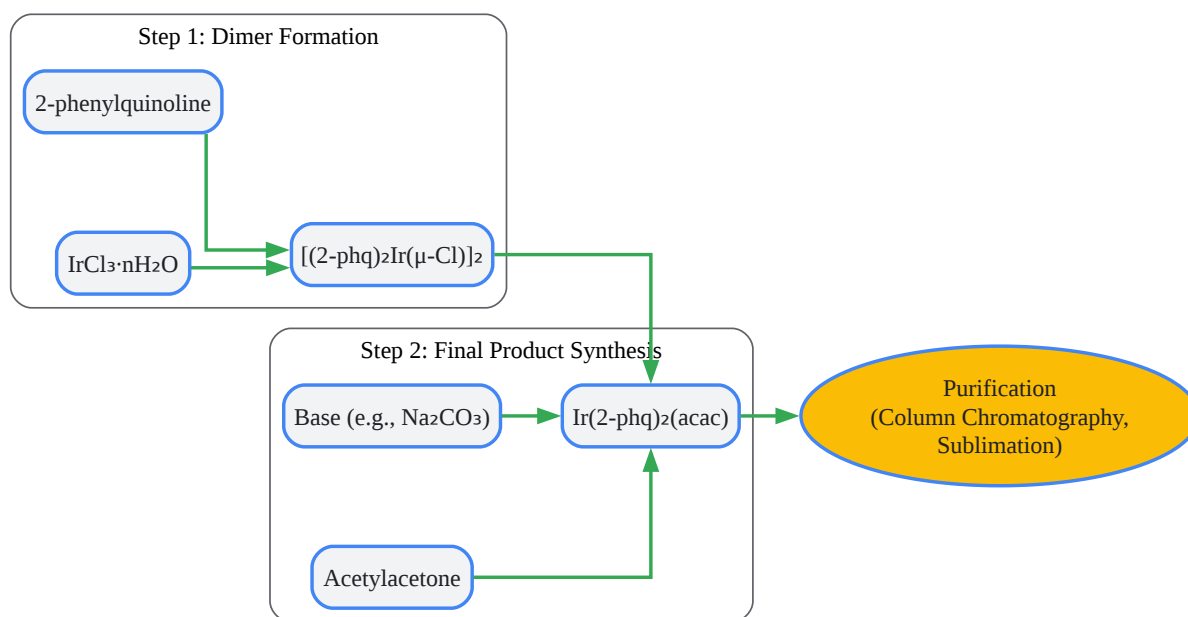 Step 1: Dimer Formation
2-phenylquinoline
IrCl₃·nH₂O
[(2-phq)₂Ir(μ-Cl)]₂
Step 2: Final Product Synthesis
Base (e.g., Na₂CO₃)
Ir(2-phq)₂(acac)
Acetylacetone
Purification
(Column Chromatography,
Sublimation)